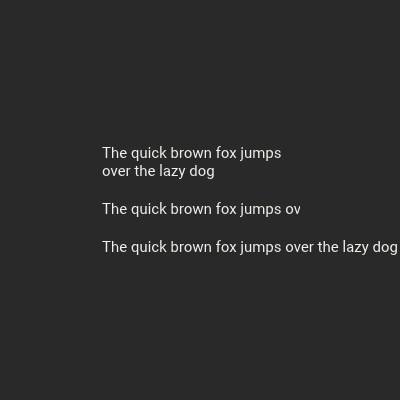 The quick brown fox jumps
over the lazy dog
The quick brown fox jumps ov
The quick brown fox jumps over the lazy dog